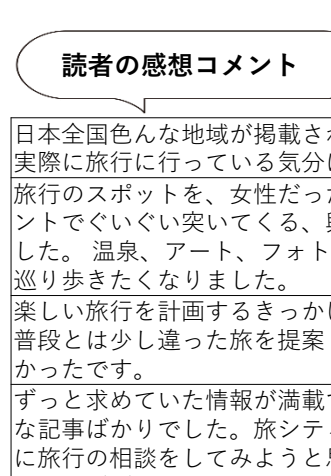 読者の感想コメント
日本全国色んな地域が掲載さ
実際に旅行に行っている気分
旅行のスポットを、女性だっ
ントでぐいぐい突いてくる、
した。 温泉、アート、フォト
巡り歩きたくなりました。
楽しい旅行を計画するきっか
普段とは少し違った旅を提案
かったです。
ずっと求めていた情報が満載
な記事ばかりでした。旅シテ
に旅行の相談をしてみようと